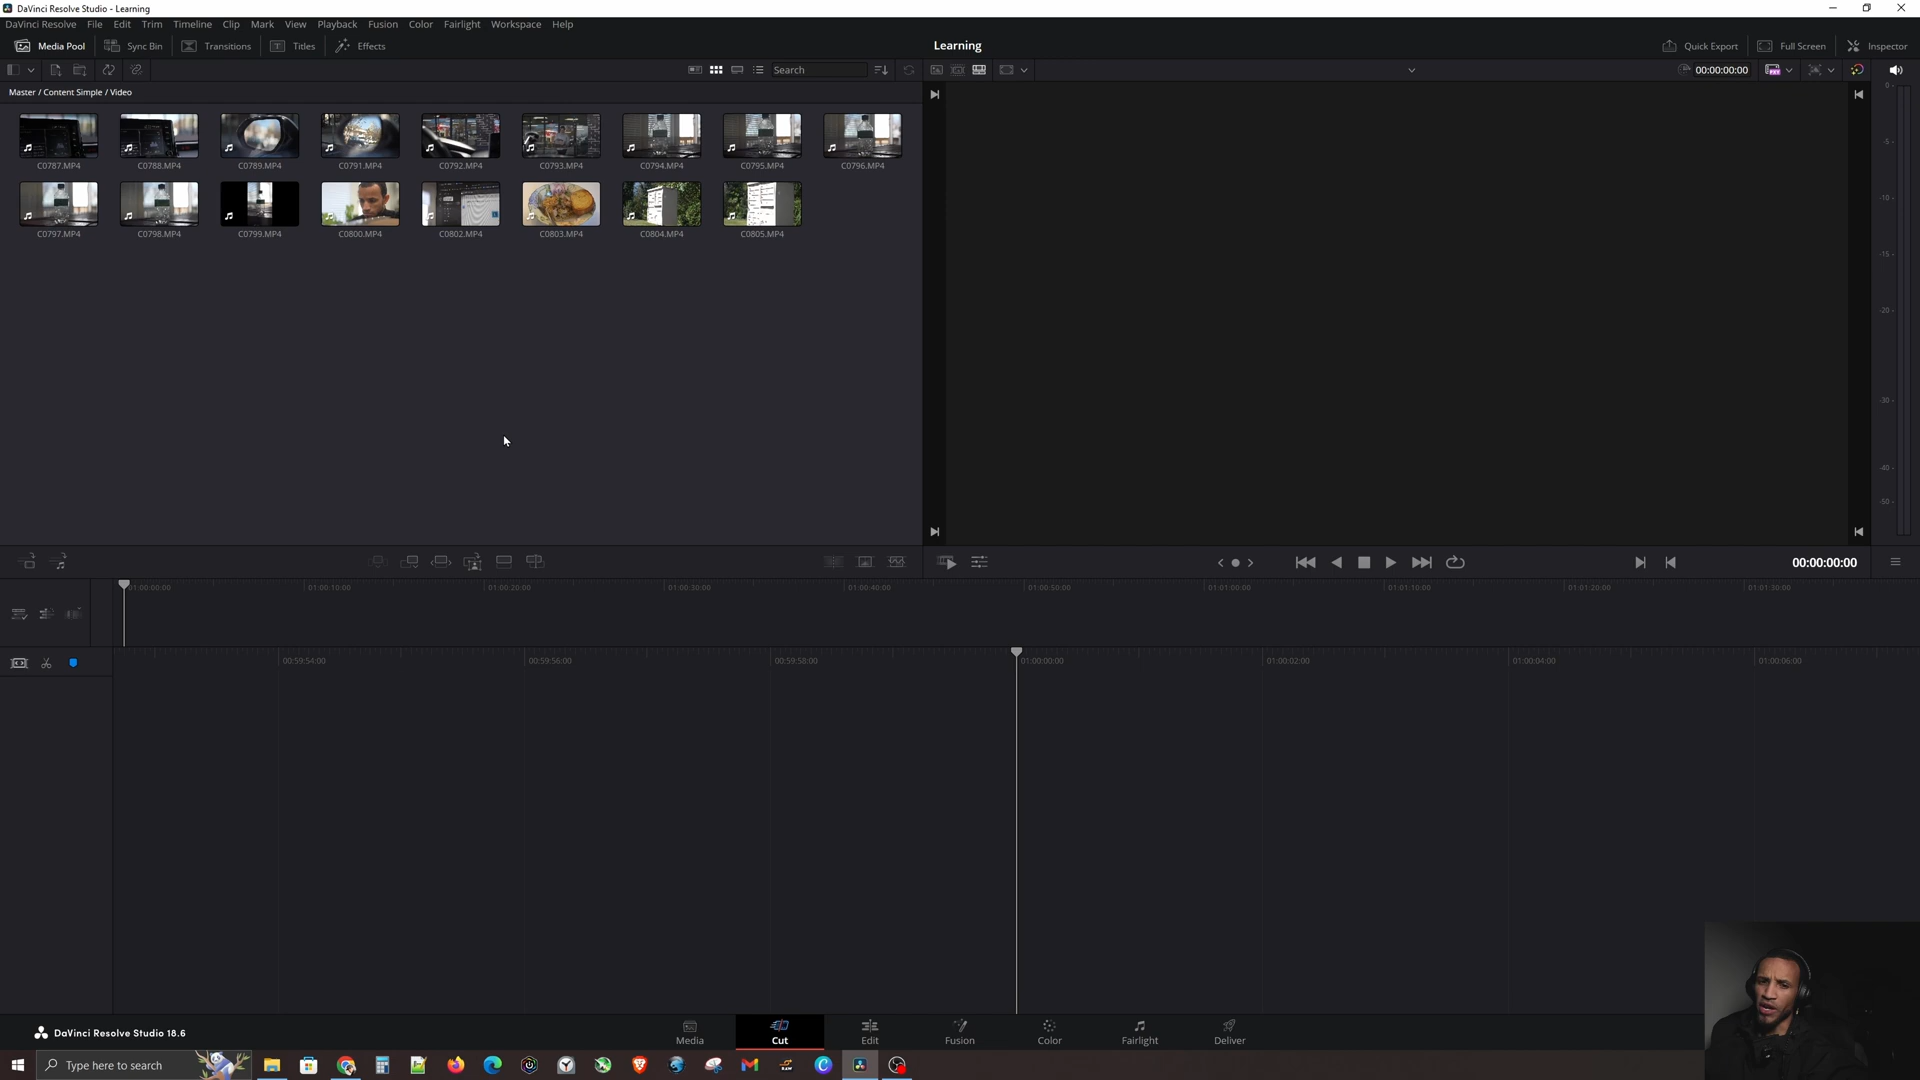 DaVinci Resolve Studio - Learning
DaVinci Resolve File Edit Trim Timeline Clip Mark View Playback Fusion Color Fairlight Workspace Help
Media Pool Sync Bin Transitions Titles Effects Learning Quick Export Full Screen Inspector
Search 00:00:00:00
Master / Content Simple / Video
C0787.MP4 C0788.MP4 C0789.MP4 C0791.MP4 C0792.MP4 C0793.MP4 C0794.MP4 C0795.MP4 C0796.MP4
C0797.MP4 C0798.MP4 C0799.MP4 C0800.MP4 C0802.MP4 C0803.MP4 C0804.MP4 C0805.MP4
0
-5
-10
-15
-20
-30
-40
-50
00:00:00:00
01:00:00:00 01:00:10:00 01:00:20:00 01:00:30:00 01:00:40:00 01:00:50:00 01:01:00:00 01:01:10:00 01:01:20:00 01:01:30:00
00:59:54:00 00:59:56:00 00:59:58:00 01:00:00:00 01:00:02:00 01:00:04:00 01:00:06:00
DaVinci Resolve Studio 18.6
Media Cut Edit Fusion Color Fairlight Deliver
Type here to search